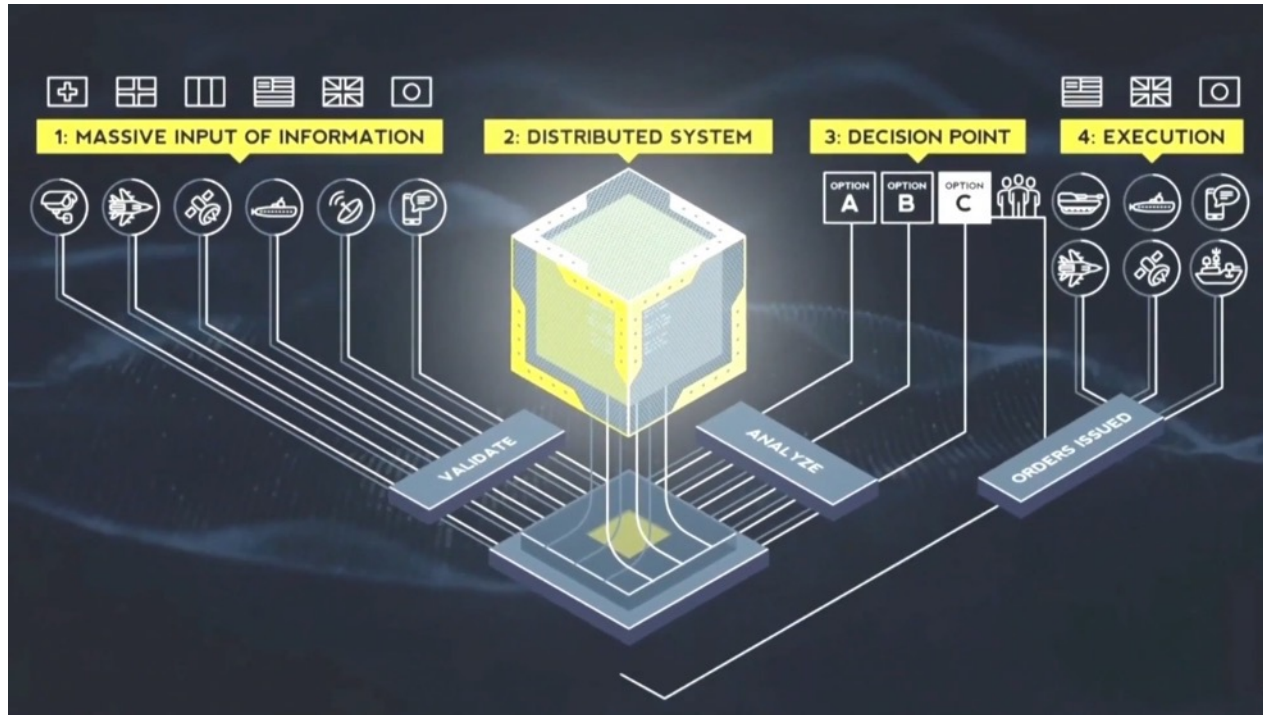 1: MASSIVE INPUT OF INFORMATION
2: DISTRIBUTED SYSTEM
3: DECISION POINT
4: EXECUTION
OPTION
A
OPTION
B
OPTION
C
VALIDATE
ANALYZE
ORDERS ISSUED